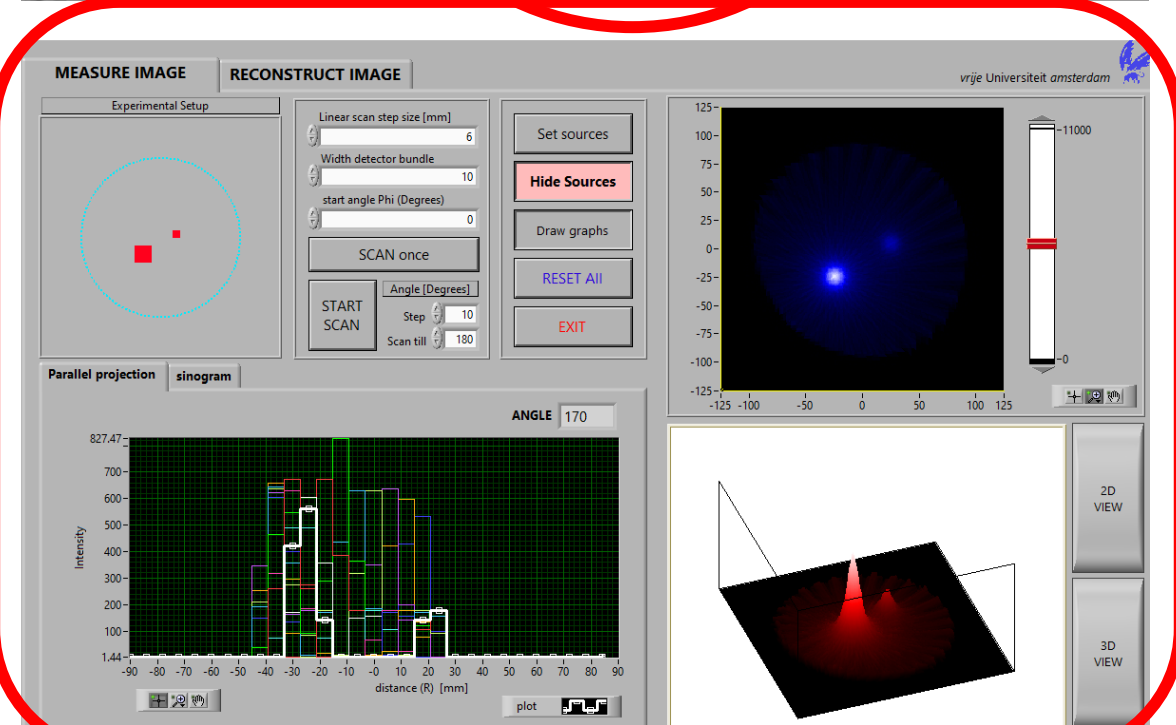 MEASURE IMAGE
RECONSTRUCT IMAGE
vrije Universiteit amsterdam
Experimental Setup
Linear scan step size [mm]
6
Width detector bundle
10
start angle Phi (Degrees)
0
SCAN once
START
SCAN
Angle [Degrees]
Step 10
Scan till 180
Set sources
Hide Sources
Draw graphs
RESET All
EXIT
125
100
75
50
25
0
-25
-50
-75
-100
-125
-125 -100 -50 0 50 100 125
11000
0
Parallel projection
sinogram
ANGLE 170
827,47
700
600
500
400
300
200
100
1.44
Intensity
-90 -80 -70 -60 -50 -40 -30 -20 -10 -0 10 20 30 40 50 60 70 80 90
distance (R) [mm]
plot
2D
VIEW
3D
VIEW